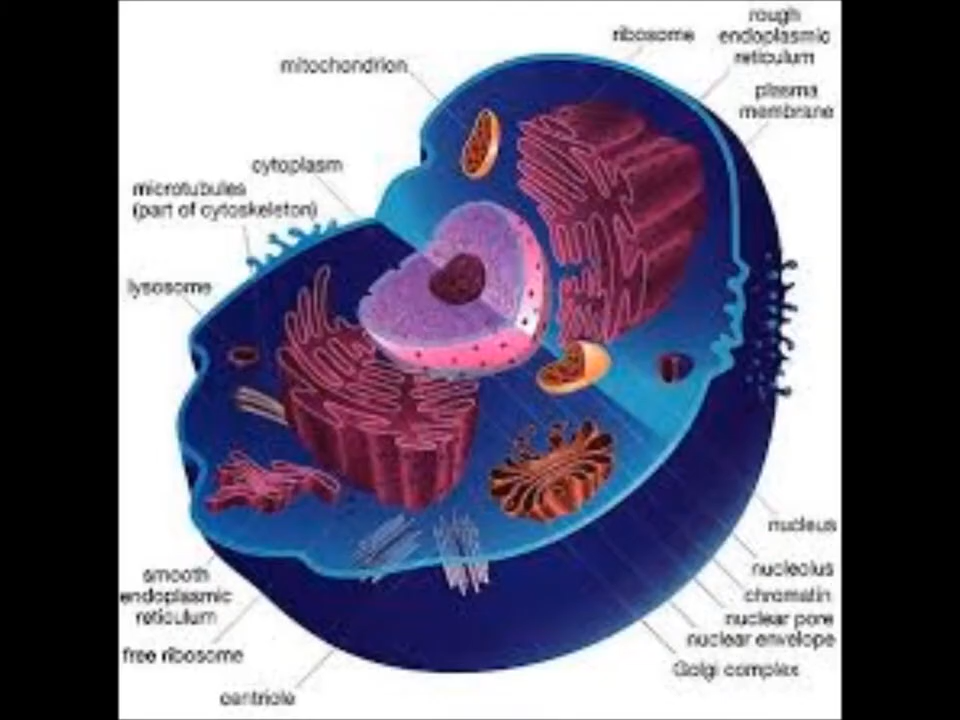 ribosome
rough
endoplasmic
reticulum
mitochondrion
plasma
membrane
cytoplasm
microtubules
(part of cytoskeleton)
lysosome
nucleus
nucleolus
chromatin
nuclear pore
nuclear envelope
Golgi complex
smooth
endoplasmic
reticulum
free ribosome
centriole